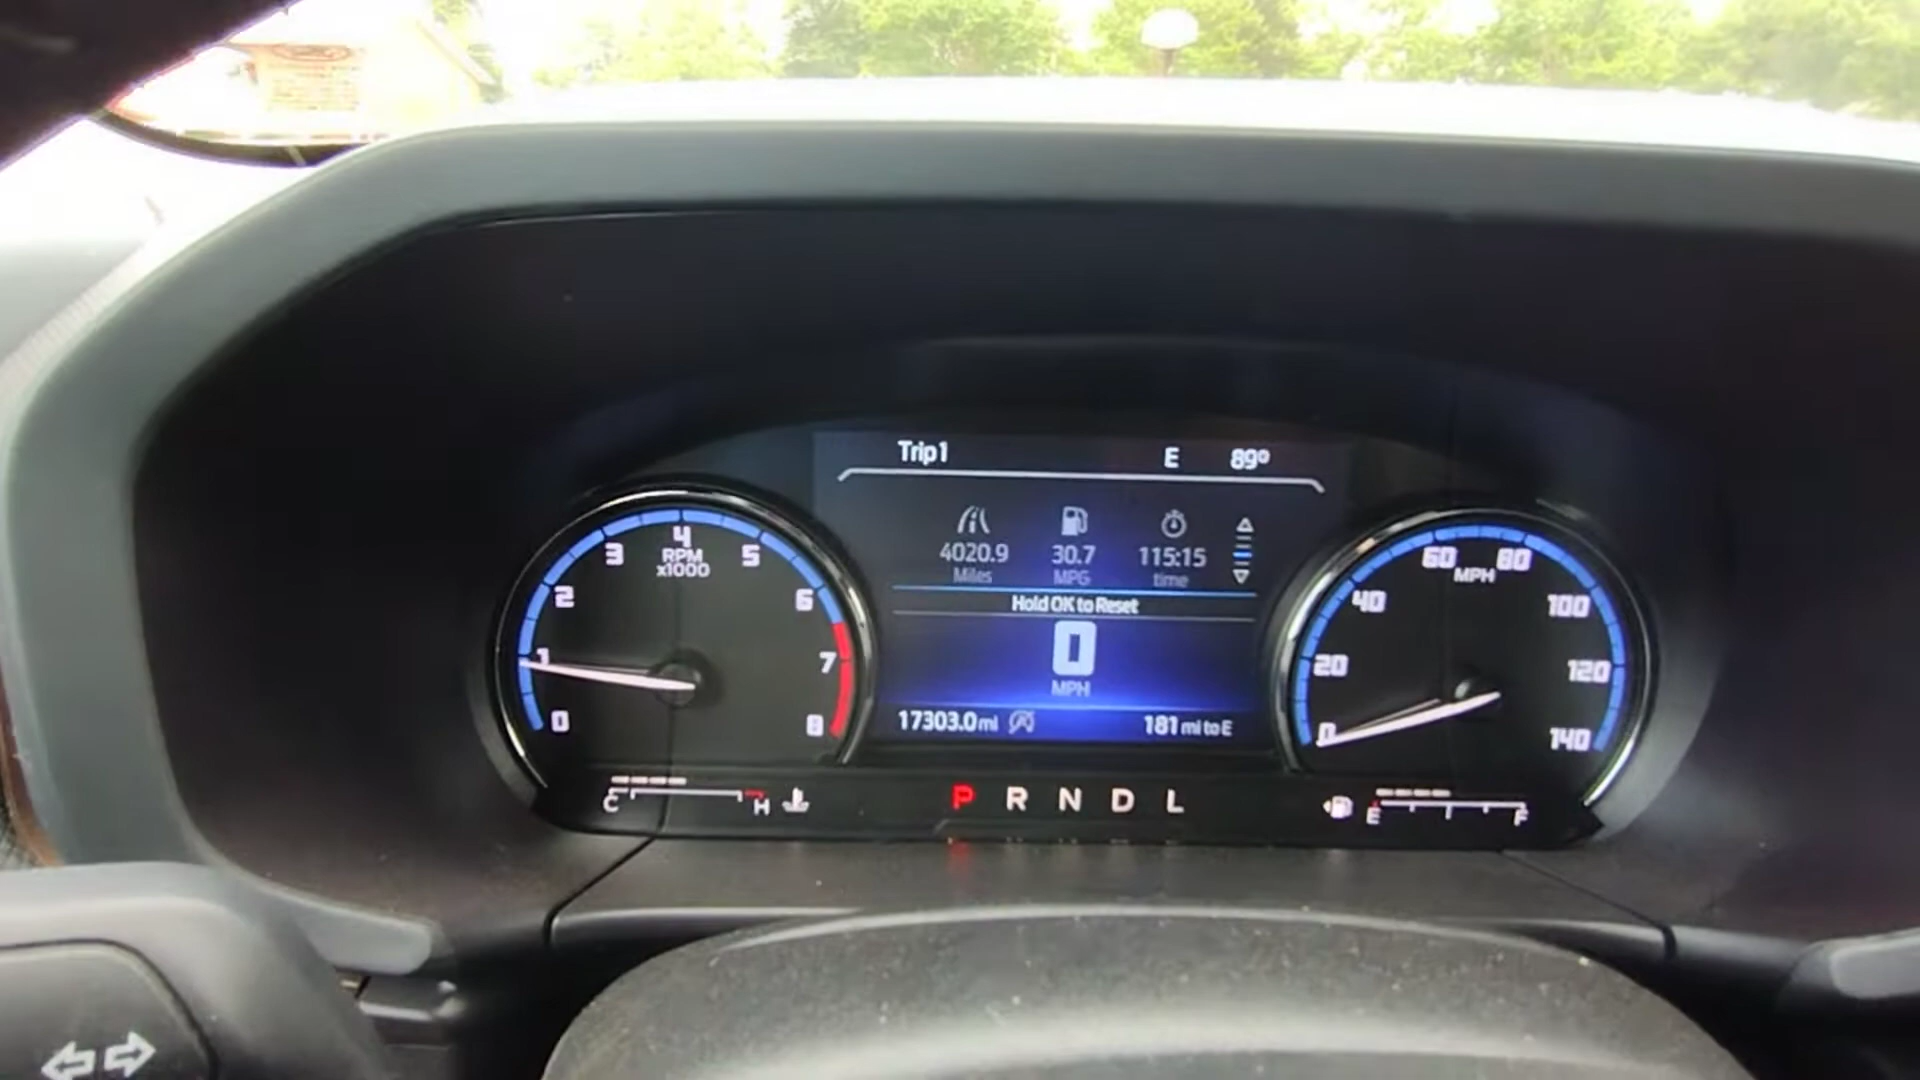 Trip1 E 89°
4020.9 30.7 115:15
Miles MPG time
Hold OK to Reset
0
MPH
17303.0 mi 181 mi to E
0 1 2 3 4 5 6 7 8
RPM
x1000
0 20 40 60 80 100 120 140
MPH
C H
P R N D L
E F